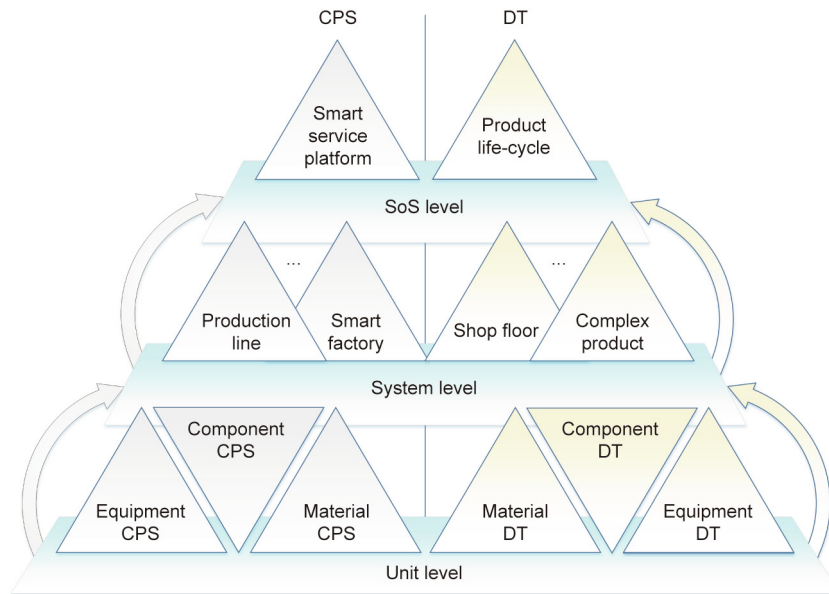 CPS
DT
Smart
service
platform
Product
life-cycle
SoS level
...
...
Production
line
Smart
factory
Shop floor
Complex
product
System level
Component
CPS
Component
DT
Equipment
CPS
Material
CPS
Material
DT
Equipment
DT
Unit level